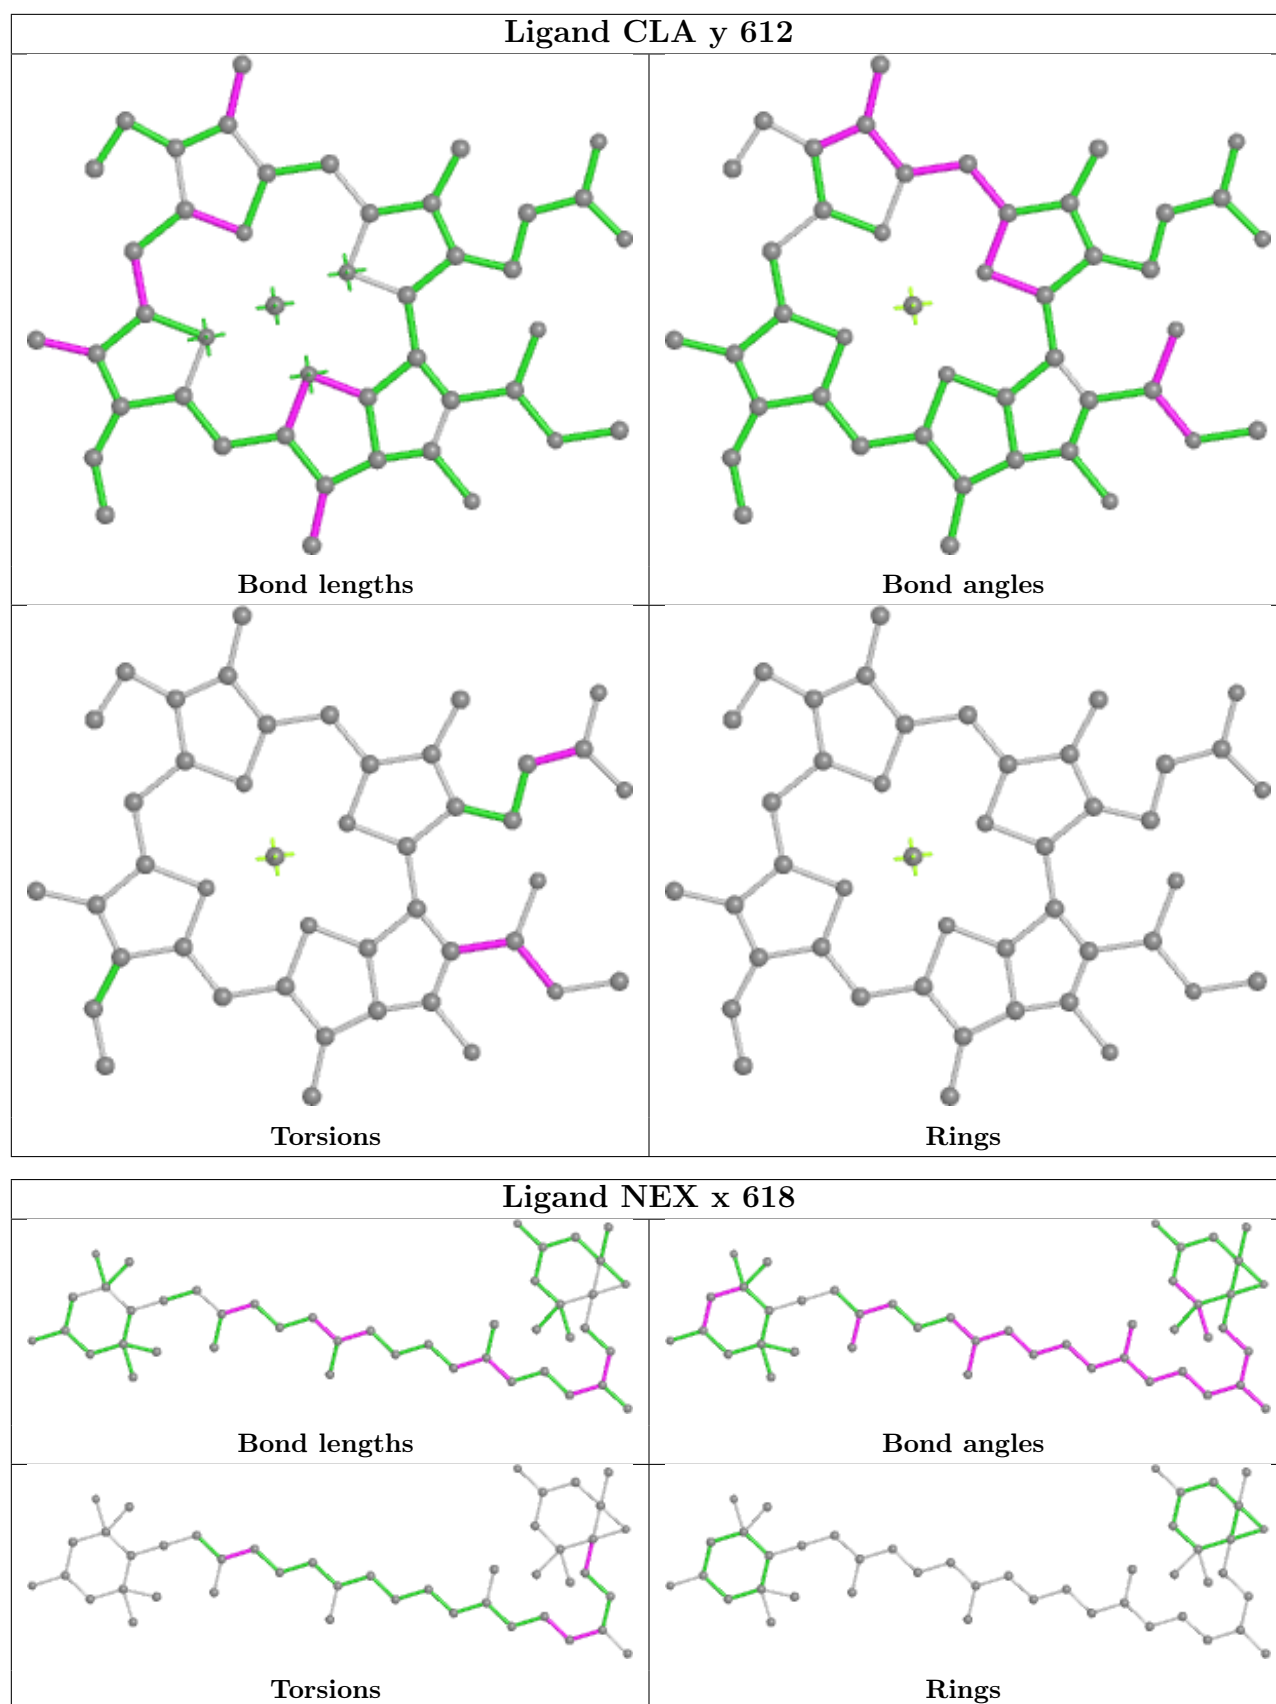 Ligand CLA y 612
Bond lengths
Bond angles
Torsions
Rings
Ligand NEX x 618
Bond lengths
Bond angles
Torsions
Rings